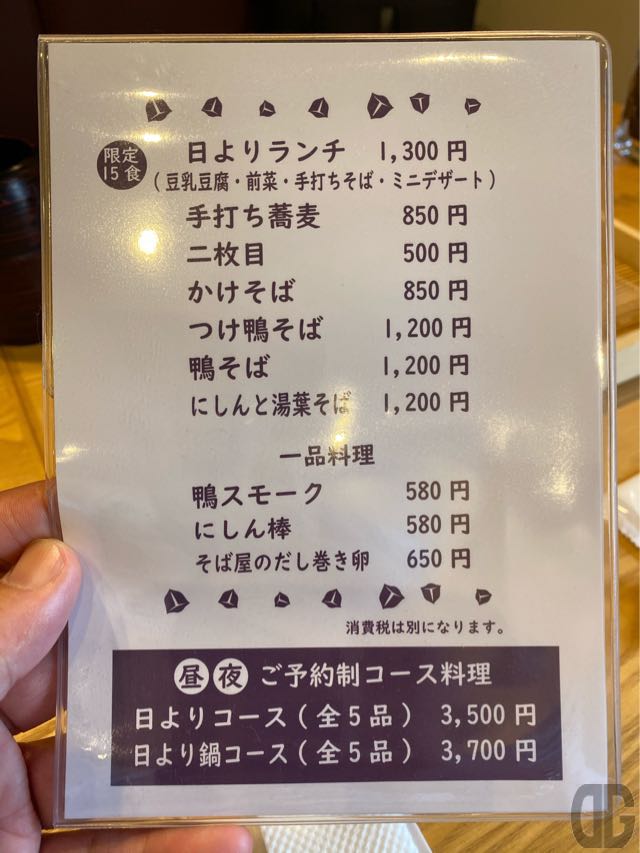 限定15食
日よりランチ 1,300円
(豆乳豆腐・前菜・手打ちそば・ミニデザート)
手打ち蕎麦 850円
二枚目 500円
かけそば 850円
つけ鴨そば 1,200円
鴨そば 1,200円
にしんと湯葉そば 1,200円
一品料理
鴨スモーク 580円
にしん棒 580円
そば屋のだし巻き卵 650円
消費税は別になります。
昼 夜 ご予約制コース料理
日よりコース(全5品) 3,500円
日より鍋コース(全5品) 3,700円
DG